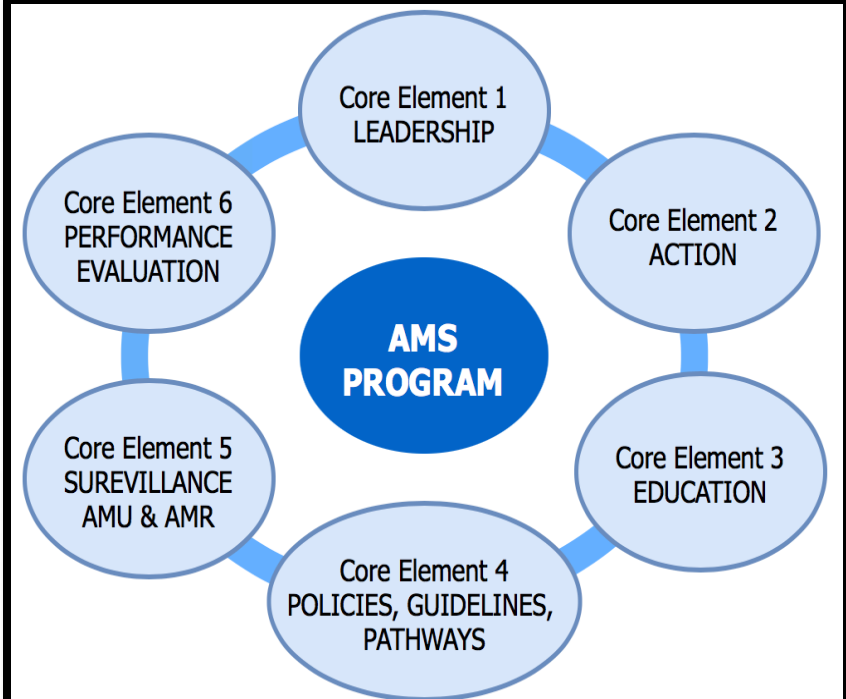 Core Element 1
LEADERSHIP
Core Element 2
ACTION
Core Element 3
EDUCATION
Core Element 4
POLICIES, GUIDELINES,
PATHWAYS
Core Element 5
SUREVILLANCE
AMU & AMR
Core Element 6
PERFORMANCE
EVALUATION
AMS
PROGRAM